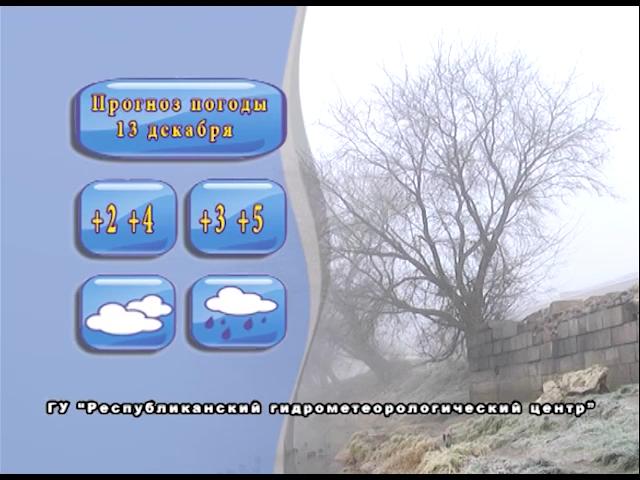 Прогноз погоды
13 декабря
+2 +4 +3 +5
ГУ "Республиканский гидрометеорологический центр"